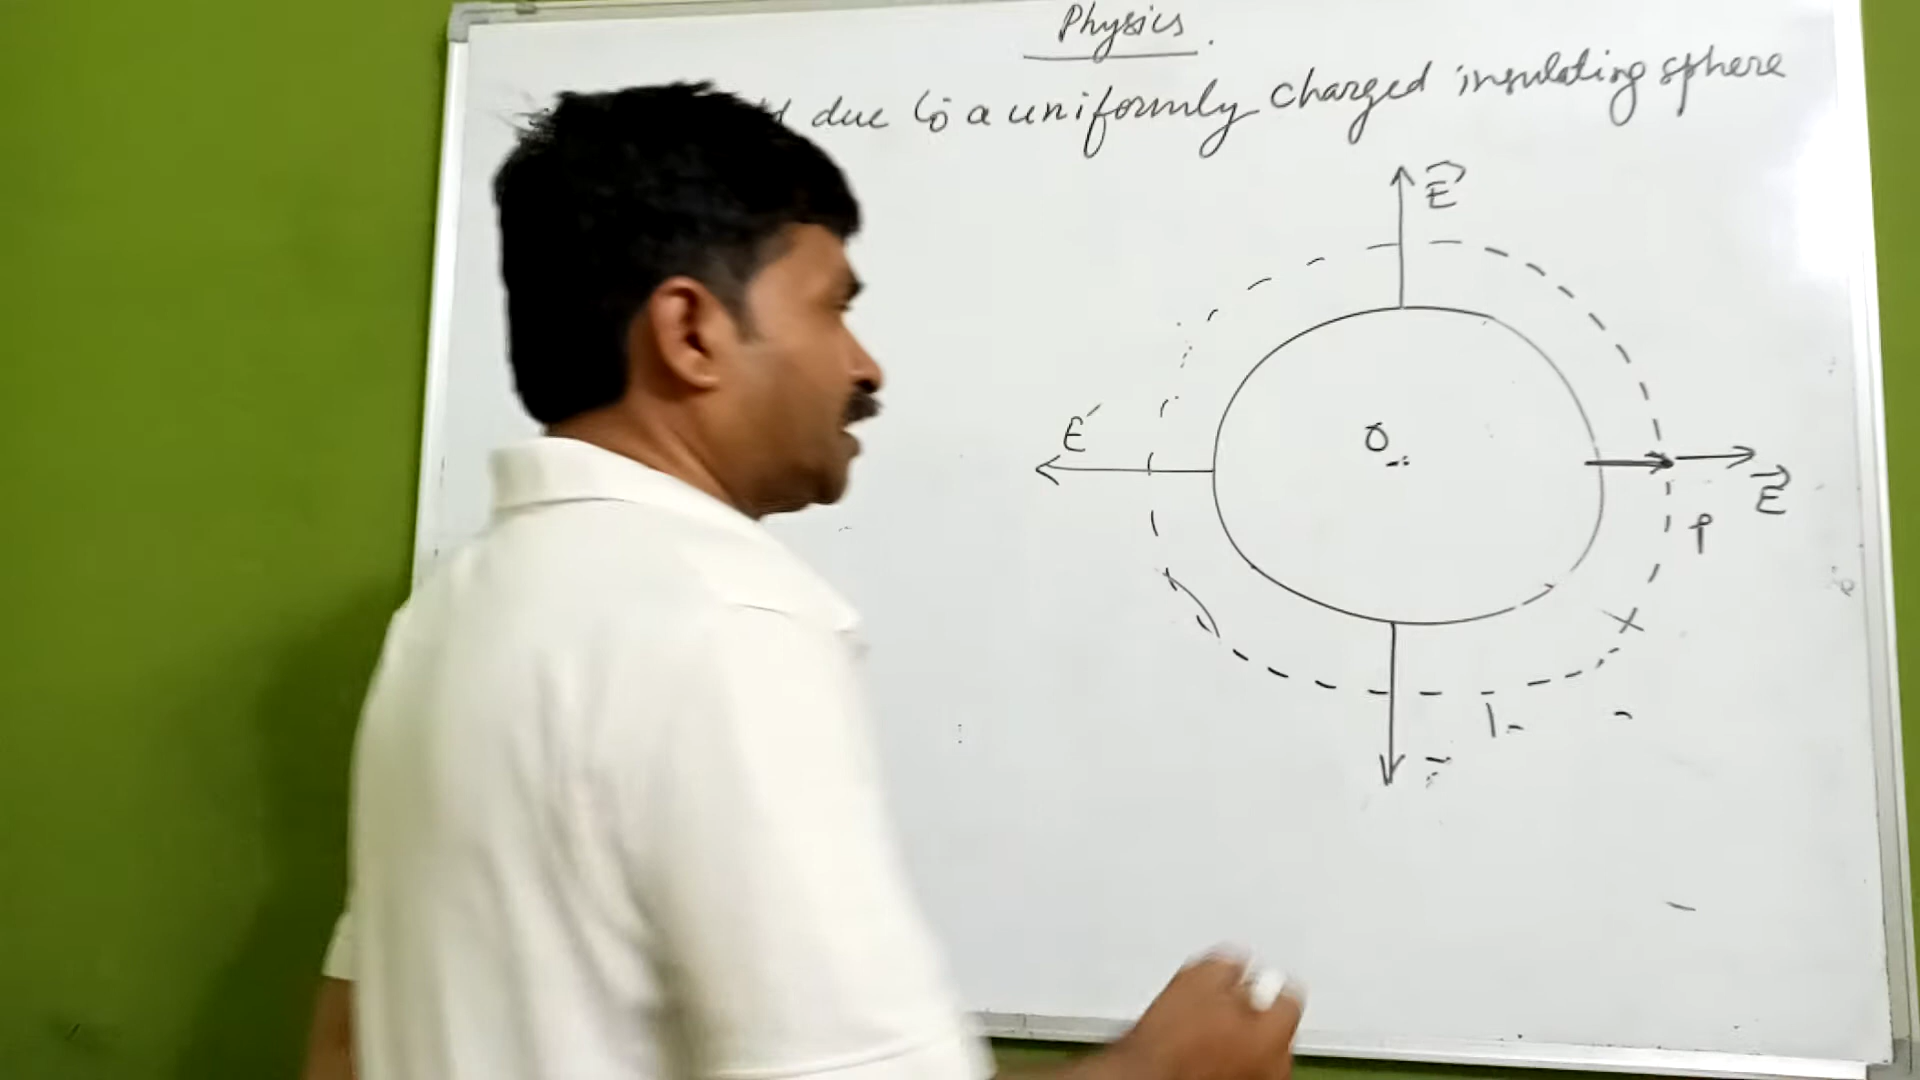 Physics.
due to a uniformly charged insulating sphere
E
E
O
E
P